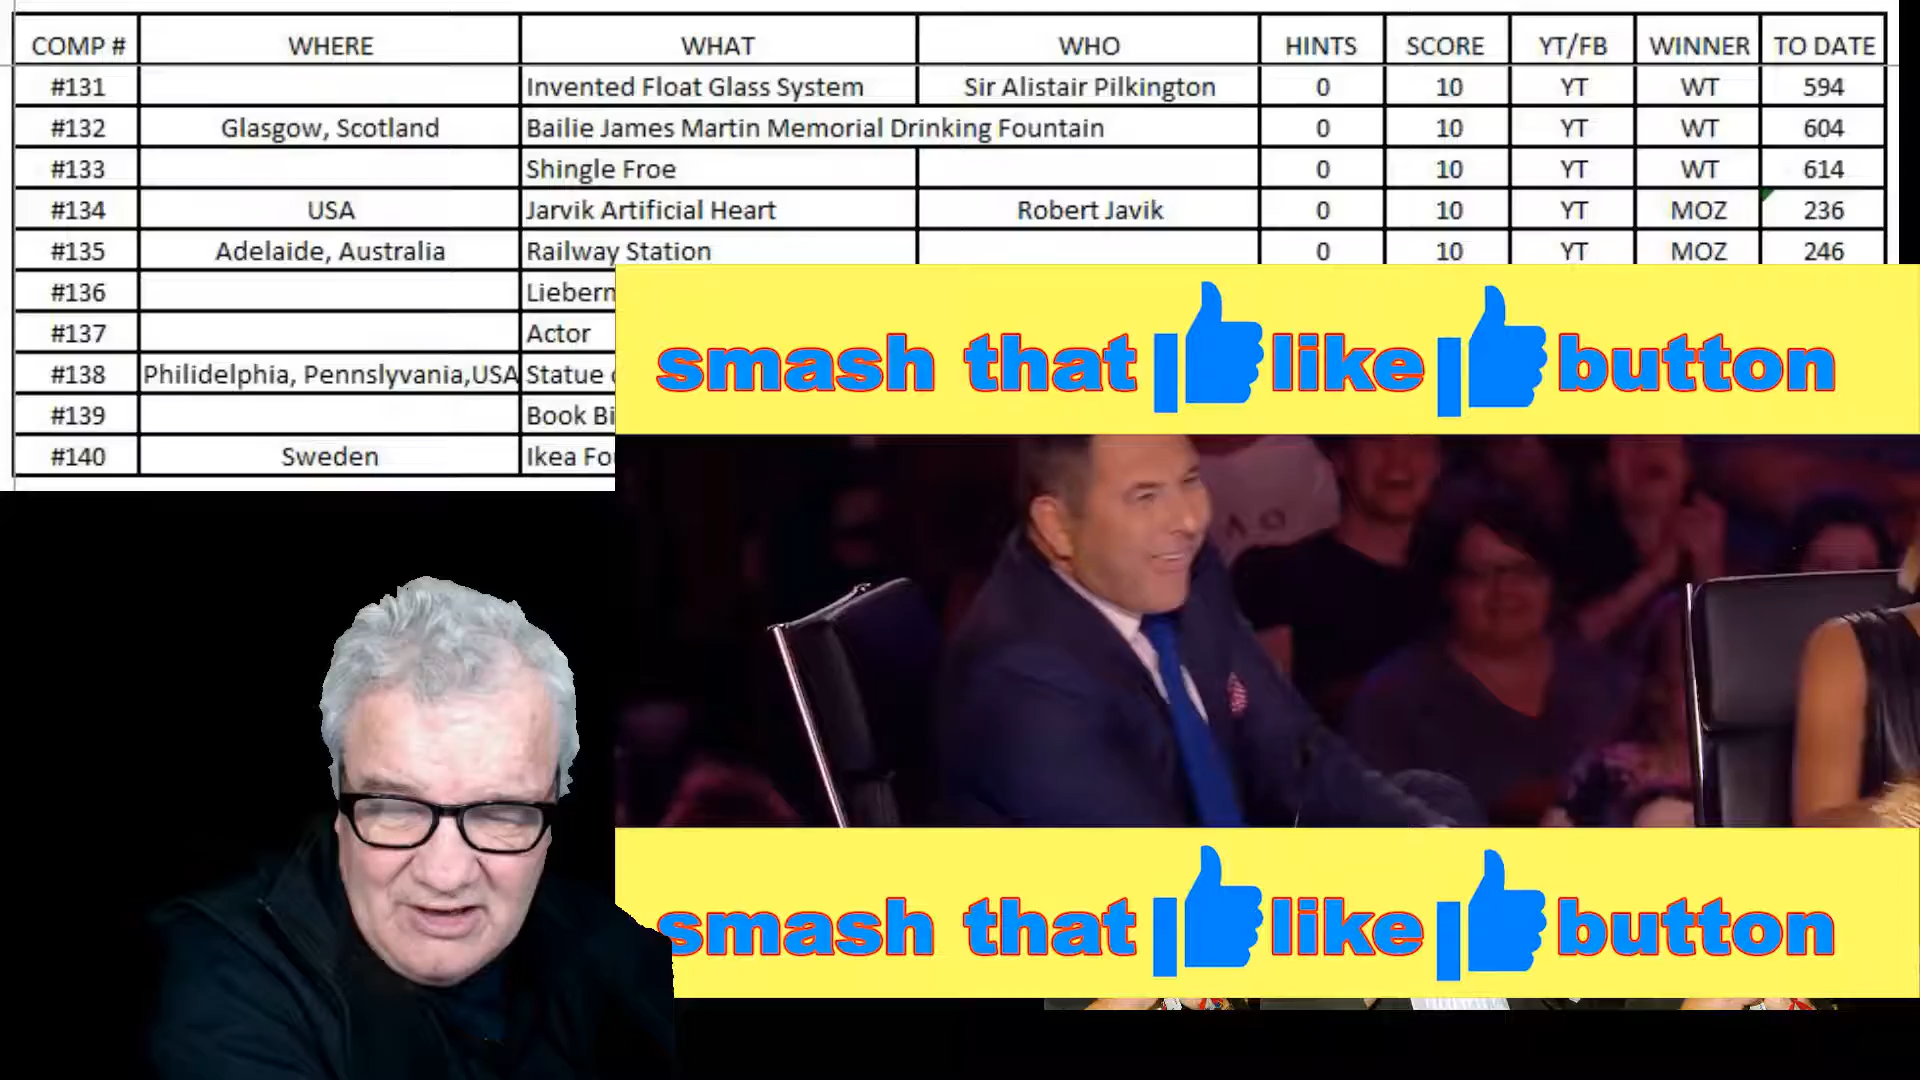 COMP # WHERE WHAT WHO HINTS SCORE YT/FB WINNER TO DATE
#131 Invented Float Glass System Sir Alistair Pilkington 0 10 YT WT 594
#132 Glasgow, Scotland Bailie James Martin Memorial Drinking Fountain 0 10 YT WT 604
#133 Shingle Froe 0 10 YT WT 614
#134 USA Jarvik Artificial Heart Robert Javik 0 10 YT MOZ 236
#135 Adelaide, Australia Railway Station 0 10 YT MOZ 246
#136
#137 Actor
#138 Philidelphia, Pennslyvania,USA Statue
#139 Book
#140 Sweden Ikea
smash that like button
smash that like button